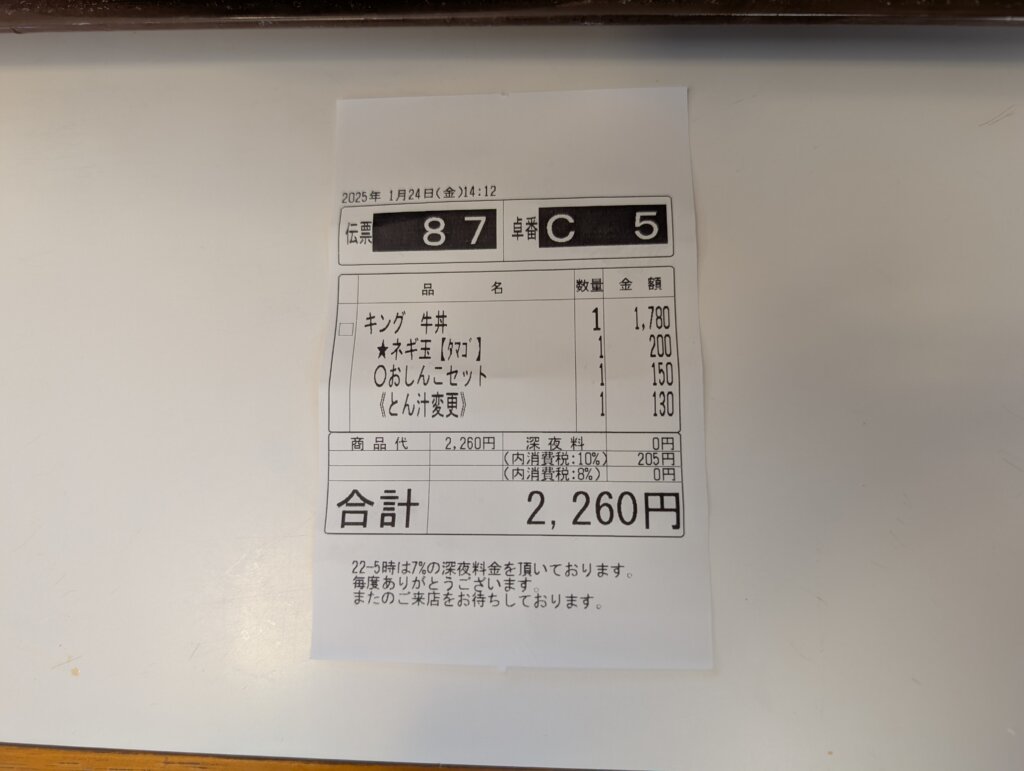 2025年 1月24日(金)14:12
伝票 87 卓番 C 5
品 名 数量 金 額
キング 牛丼 1 1,780
★ネギ玉【ﾀﾏｺﾞ】 1 200
○おしんこセット 1 150
《とん汁変更》 1 130
商 品 代 2,260円 深 夜 料 0円
(内消費税:10%) 205円
(内消費税:8%) 0円
合計 2,260円
22-5時は7%の深夜料金を頂いております。
毎度ありがとうございます。
またのご来店をお待ちしております。